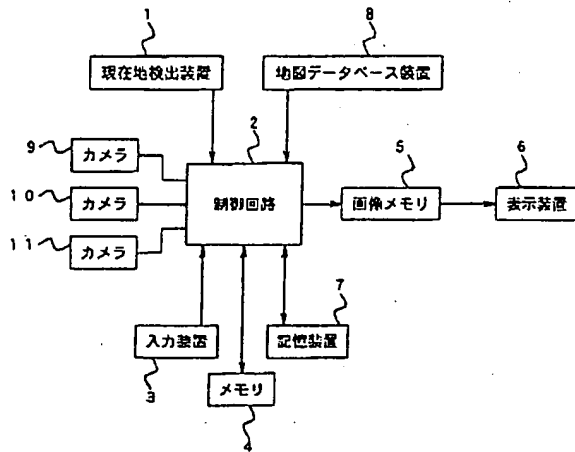 1
8
現在地検出装置
地図データベース装置
9
カメラ
2
5
6
10
カメラ
制御回路
画像メモリ
表示装置
11
カメラ
7
入力装置
記憶装置
3
メモリ
4